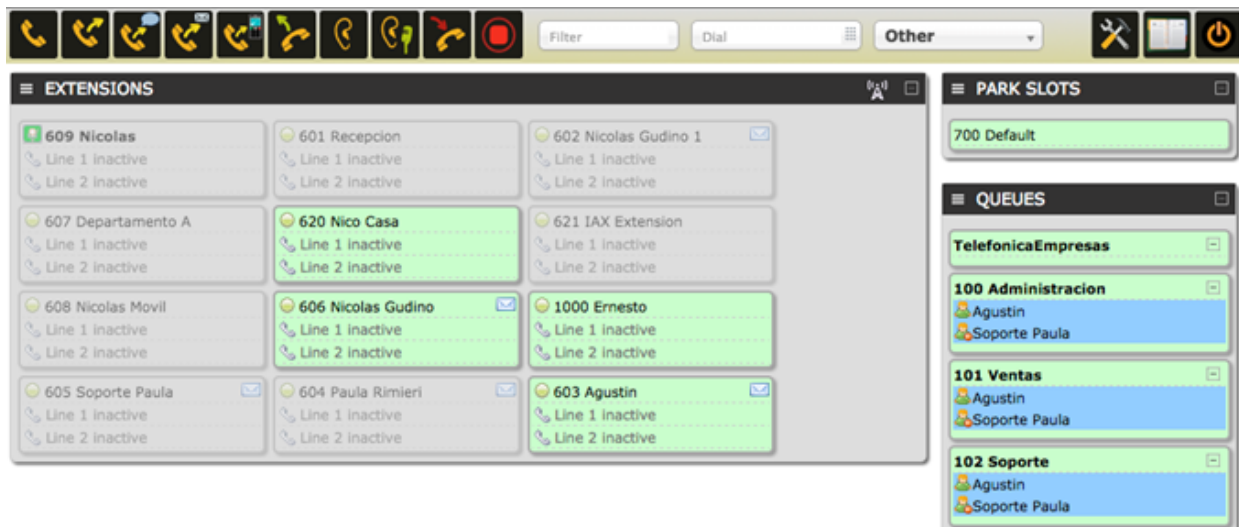 Filter
Dial
Other
EXTENSIONS
609 Nicolas
Line 1 inactive
Line 2 inactive
601 Recepcion
Line 1 inactive
Line 2 inactive
602 Nicolas Gudino 1
Line 1 inactive
Line 2 inactive
607 Departamento A
Line 1 inactive
Line 2 inactive
620 Nico Casa
Line 1 inactive
Line 2 inactive
621 IAX Extension
Line 1 inactive
Line 2 inactive
608 Nicolas Movil
Line 1 inactive
Line 2 inactive
606 Nicolas Gudino
Line 1 inactive
Line 2 inactive
1000 Ernesto
Line 1 inactive
Line 2 inactive
605 Soporte Paula
Line 1 inactive
Line 2 inactive
604 Paula Rimieri
Line 1 inactive
Line 2 inactive
603 Agustin
Line 1 inactive
Line 2 inactive
PARK SLOTS
700 Default
QUEUES
TelefonicaEmpresas
100 Administracion
Agustin
Soporte Paula
101 Ventas
Agustin
Soporte Paula
102 Soporte
Agustin
Soporte Paula